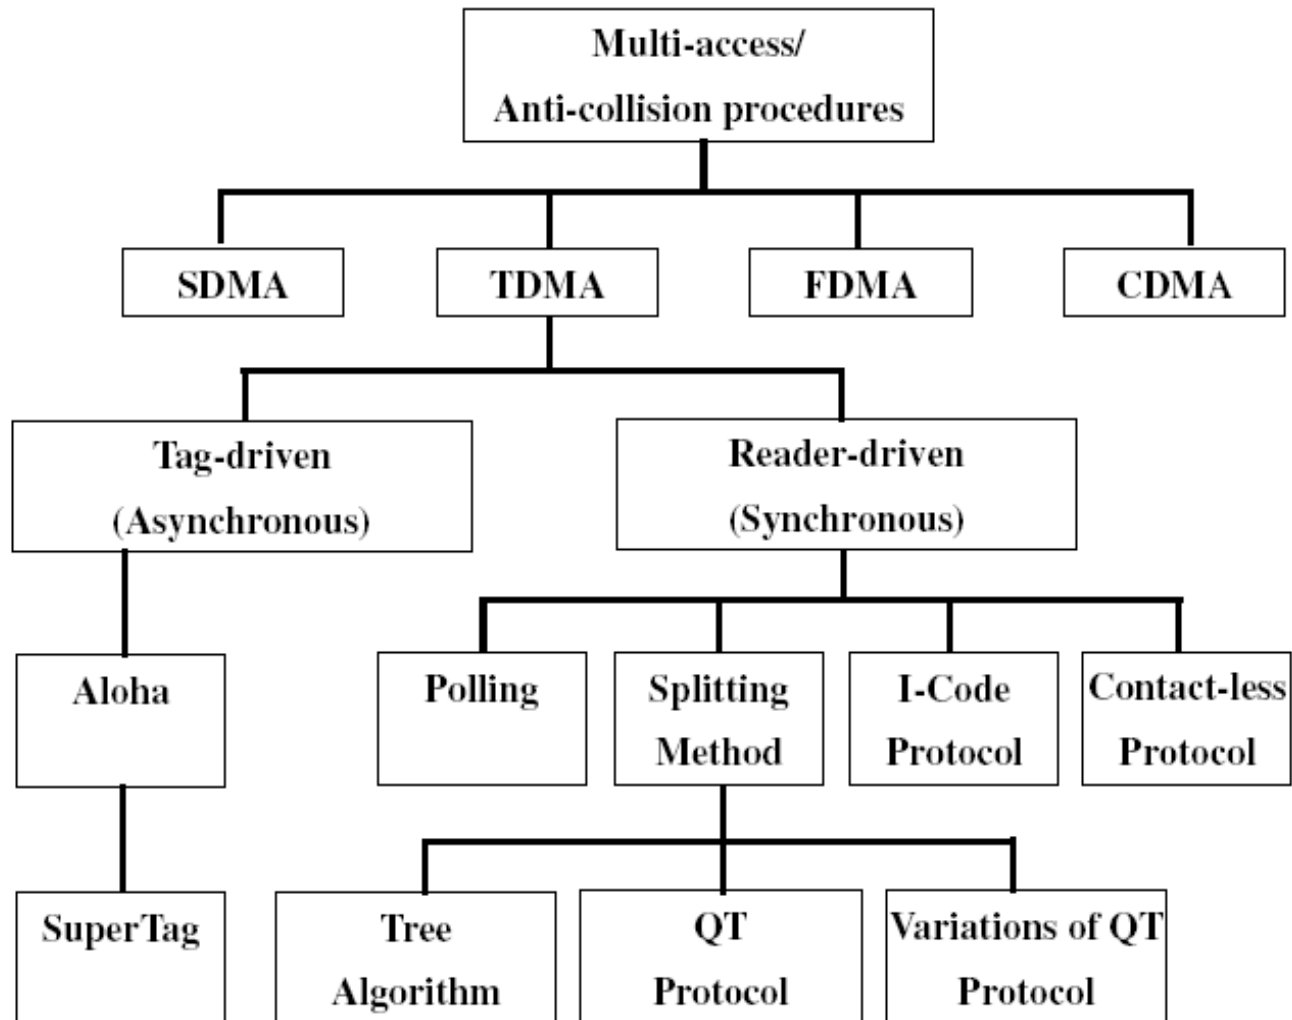 Multi-access/
Anti-collision procedures
SDMA
TDMA
FDMA
CDMA
Tag-driven
(Asynchronous)
Reader-driven
(Synchronous)
Aloha
Polling
Splitting
Method
I-Code
Protocol
Contact-less
Protocol
SuperTag
Tree
Algorithm
QT
Protocol
Variations of QT
Protocol